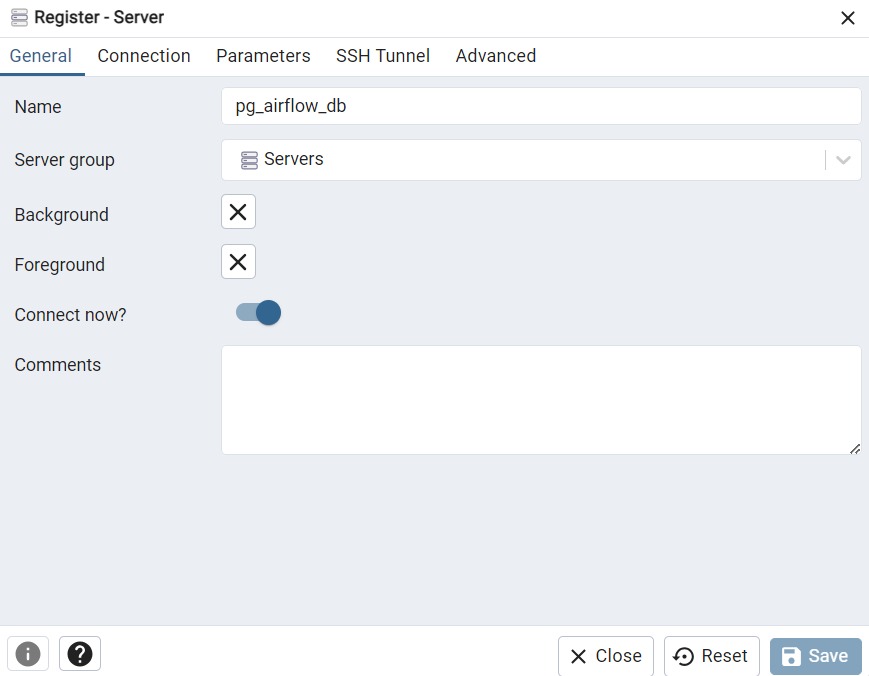 Register - Server
General Connection Parameters SSH Tunnel Advanced
Name pg_airflow_db
Server group Servers
Background
Foreground
Connect now?
Comments
Close Reset Save